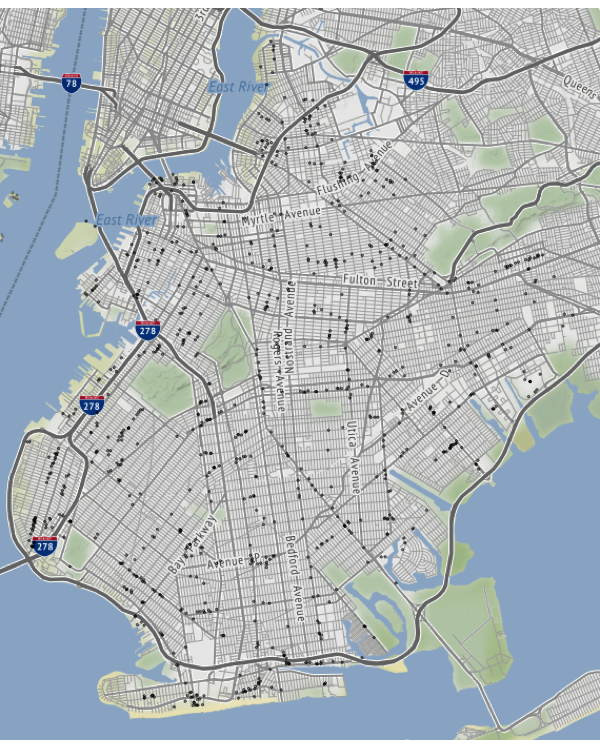 3rd
78
495
Queens
East River
Flushing Avenue
East River
Myrtle Avenue
Fulton Street
Nostrand Avenue
Rogers Avenue
278
278
Avenue D
Utica Avenue
278
Bay Parkway
Avenue P
Bedford Avenue